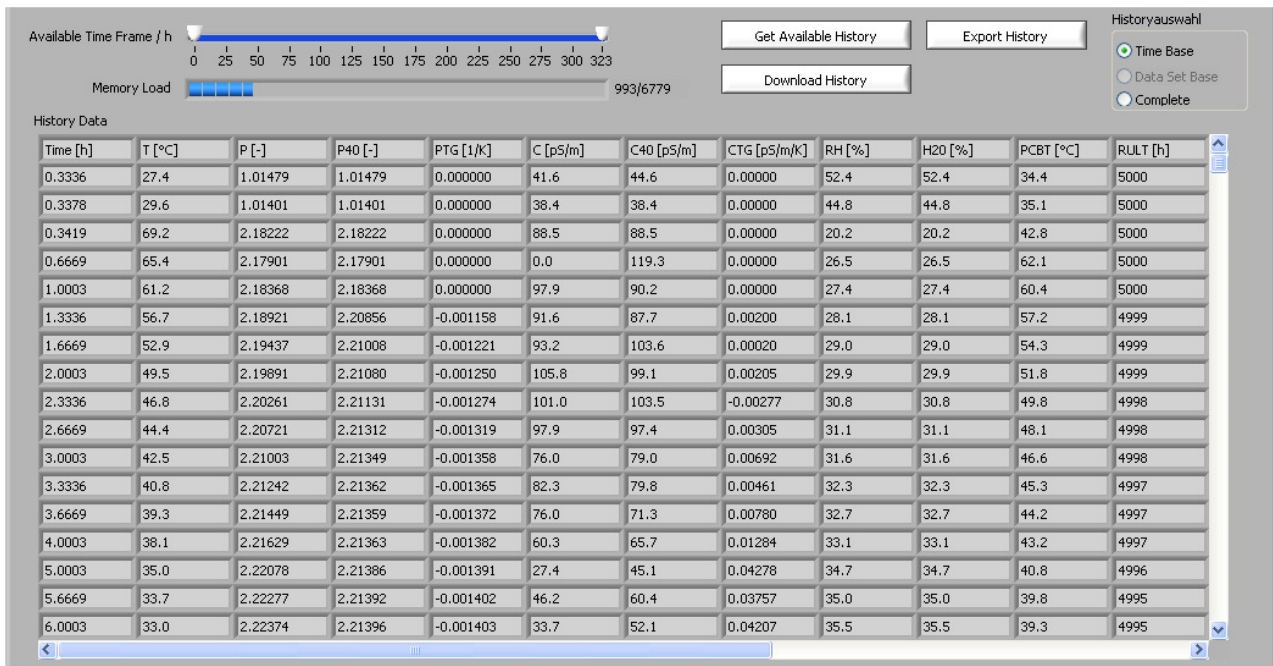 Available Time Frame / h
0 25 50 75 100 125 150 175 200 225 250 275 300 323
Get Available History
Export History
Historyauswahl
Time Base
Data Set Base
Complete
Memory Load
993/6779
Download History
History Data
Time [h] T [°C] P [-] P40 [-] PTG [1/K] C [pS/m] C40 [pS/m] CTG [pS/m/K] RH [%] H20 [%] PCBT [°C] RULT [h]
0.3336 27.4 1.01479 1.01479 0.000000 41.6 44.6 0.00000 52.4 52.4 34.4 5000
0.3378 29.6 1.01401 1.01401 0.000000 38.4 38.4 0.00000 44.8 44.8 35.1 5000
0.3419 69.2 2.18222 2.18222 0.000000 88.5 88.5 0.00000 20.2 20.2 42.8 5000
0.6669 65.4 2.17901 2.17901 0.000000 0.0 119.3 0.00000 26.5 26.5 62.1 5000
1.0003 61.2 2.18368 2.18368 0.000000 97.9 90.2 0.00000 27.4 27.4 60.4 5000
1.3336 56.7 2.18921 2.20856 -0.001158 91.6 87.7 0.00200 28.1 28.1 57.2 4999
1.6669 52.9 2.19437 2.21008 -0.001221 93.2 103.6 0.00020 29.0 29.0 54.3 4999
2.0003 49.5 2.19891 2.21080 -0.001250 105.8 99.1 0.00205 29.9 29.9 51.8 4999
2.3336 46.8 2.20261 2.21131 -0.001274 101.0 103.5 -0.00277 30.8 30.8 49.8 4998
2.6669 44.4 2.20721 2.21312 -0.001319 97.9 97.4 0.00305 31.1 31.1 48.1 4998
3.0003 42.5 2.21003 2.21349 -0.001358 76.0 79.0 0.00692 31.6 31.6 46.6 4998
3.3336 40.8 2.21242 2.21362 -0.001365 82.3 79.8 0.00461 32.3 32.3 45.3 4997
3.6669 39.3 2.21449 2.21359 -0.001372 76.0 71.3 0.00780 32.7 32.7 44.2 4997
4.0003 38.1 2.21629 2.21363 -0.001382 60.3 65.7 0.01284 33.1 33.1 43.2 4997
5.0003 35.0 2.22078 2.21386 -0.001391 27.4 45.1 0.04278 34.7 34.7 40.8 4996
5.6669 33.7 2.22277 2.21392 -0.001402 46.2 60.4 0.03757 35.0 35.0 39.8 4995
6.0003 33.0 2.22374 2.21396 -0.001403 33.7 52.1 0.04207 35.5 35.5 39.3 4995